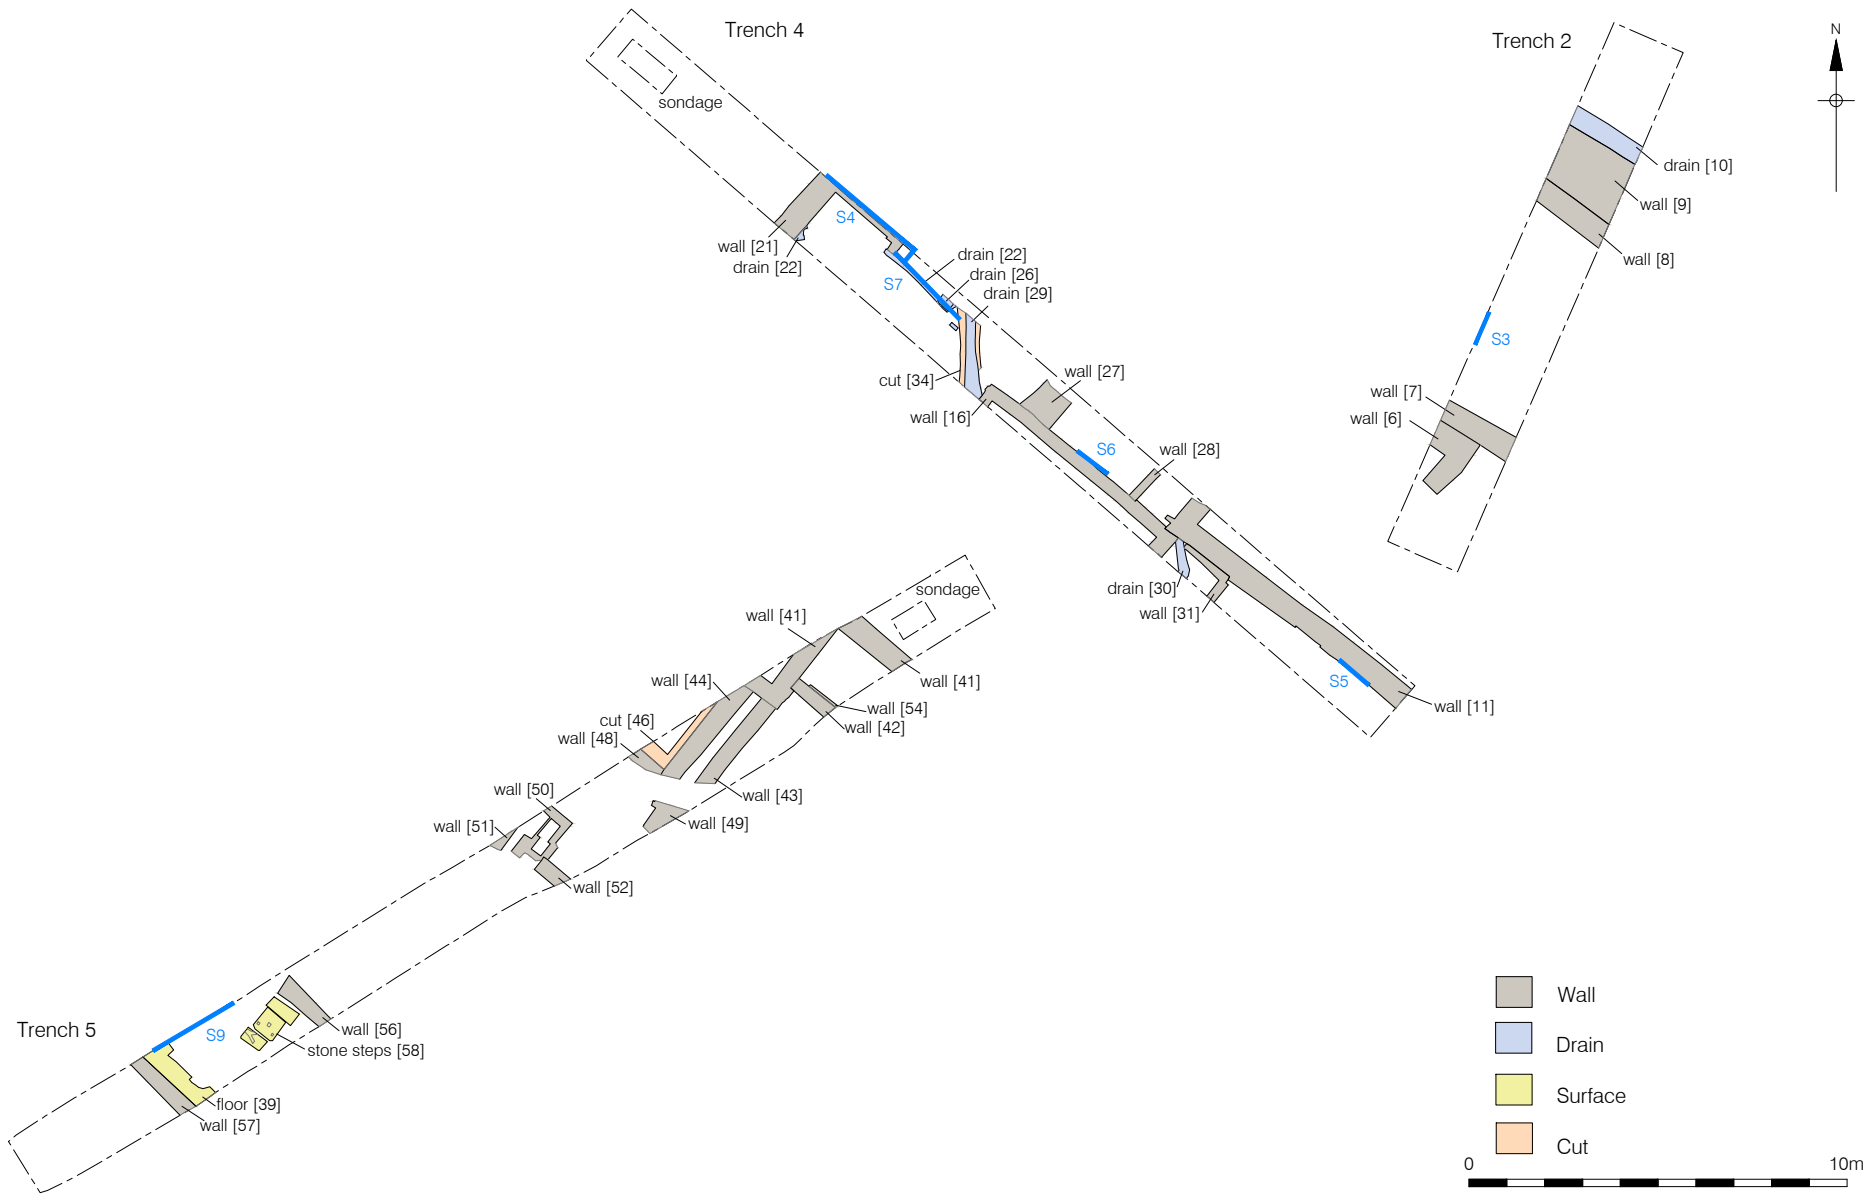 Trench 4
sondage
wall [21]
drain [22]
S4
S7
drain [22]
drain [26]
drain [29]
cut [34]
wall [16]
wall [27]
S6
wall [28]
drain [30]
wall [31]
S5
wall [11]
Trench 2
drain [10]
wall [9]
wall [8]
S3
wall [7]
wall [6]
N
sondage
wall [41]
wall [41]
wall [44]
wall [54]
wall [42]
cut [46]
wall [48]
wall [43]
wall [50]
wall [51]
wall [49]
wall [52]
Trench 5
S9
wall [56]
stone steps [58]
floor [39]
wall [57]
Wall
Drain
Surface
Cut
0 10m